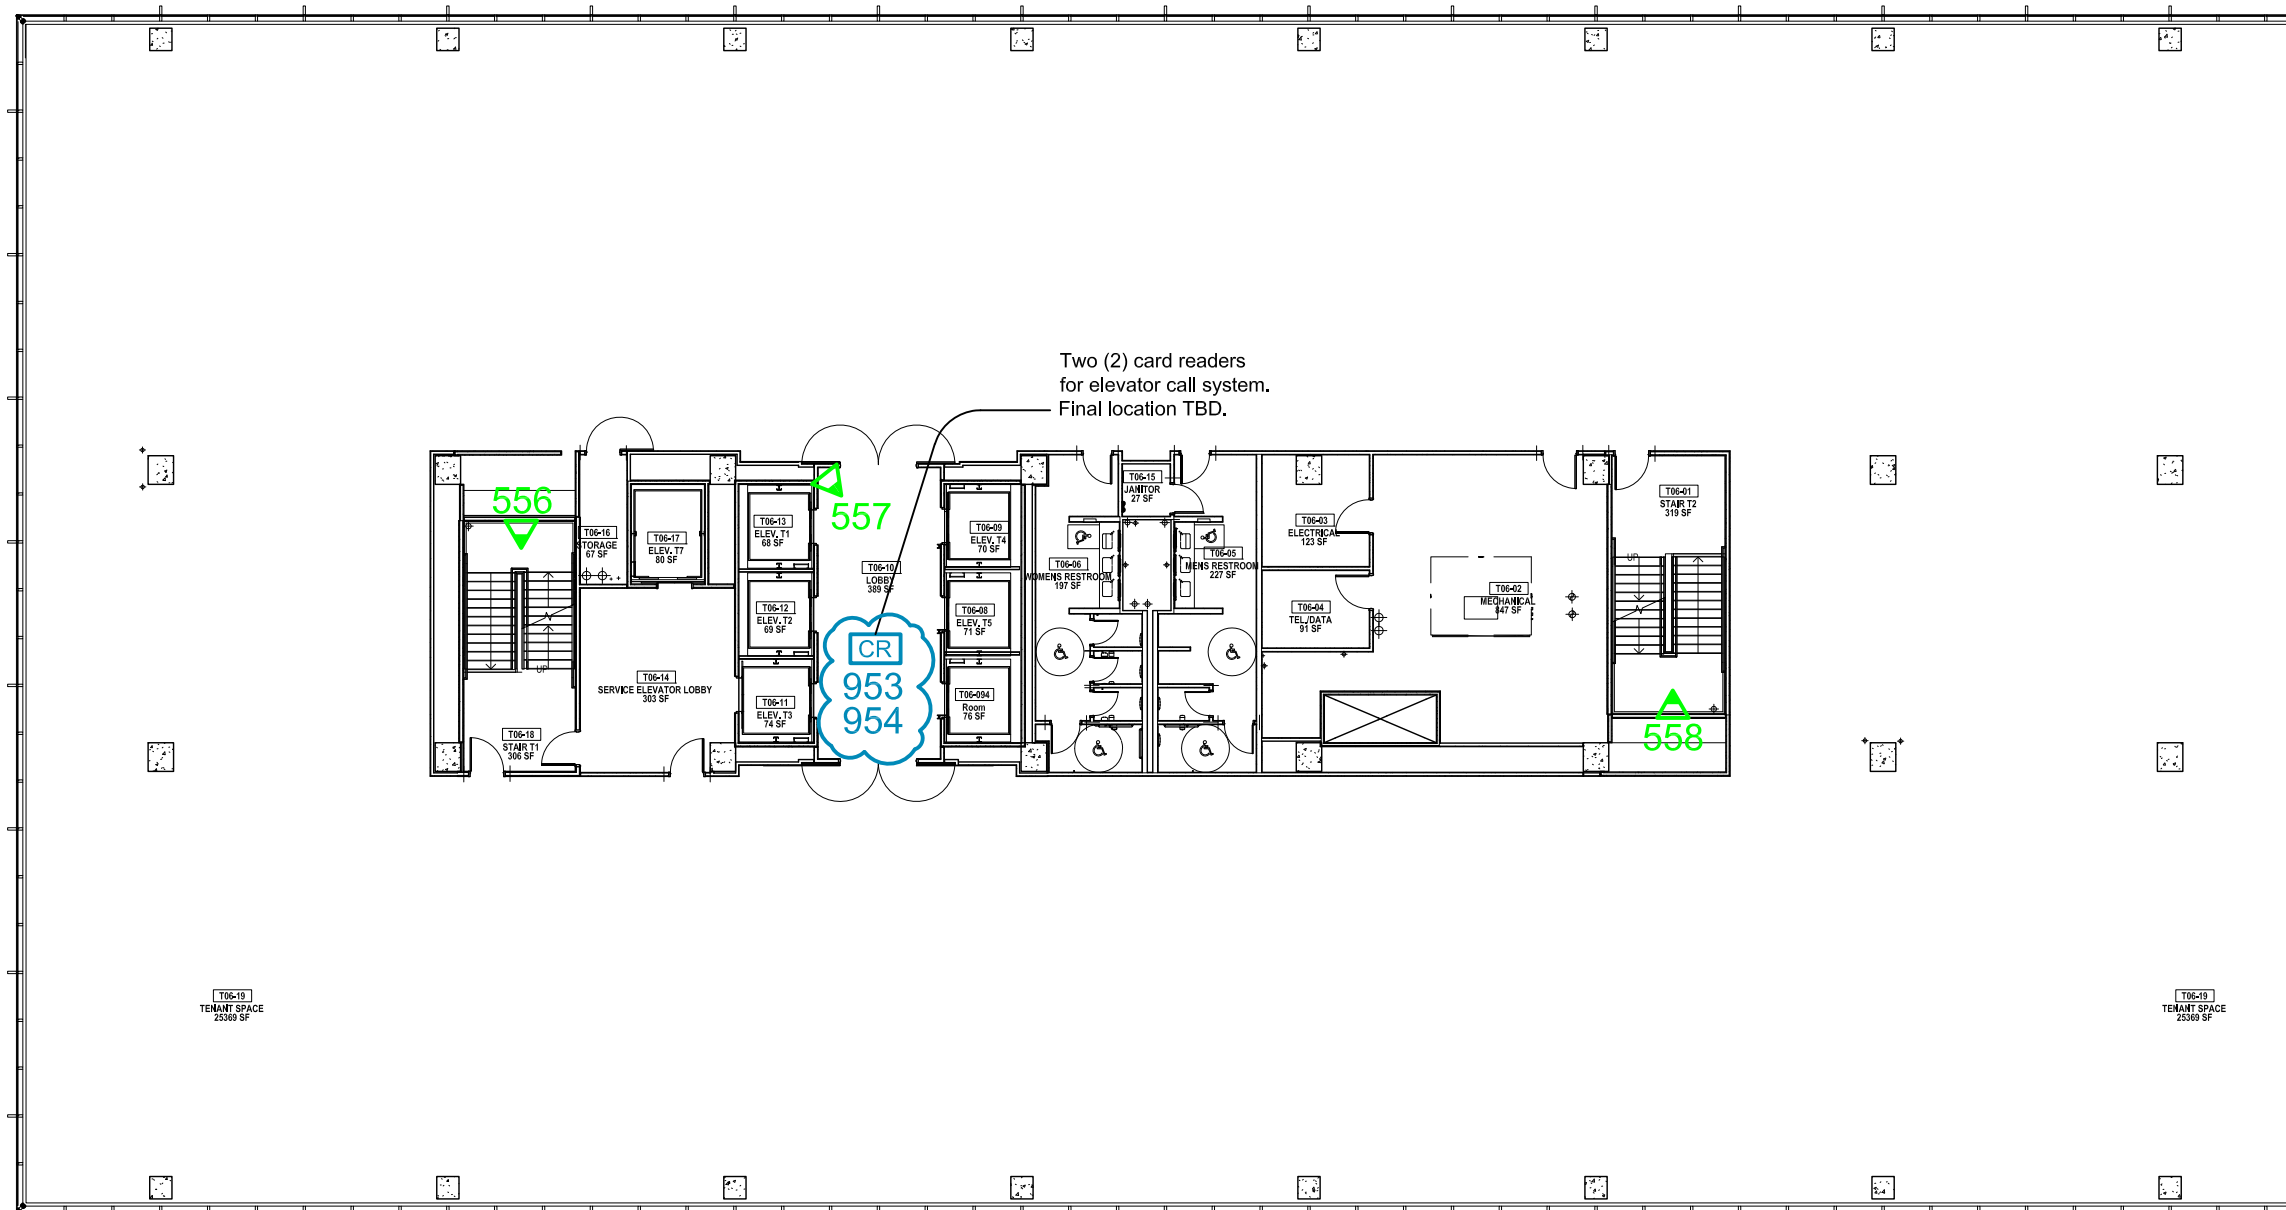 Two (2) card readers
for elevator call system.
Final location TBD.
556
557
558
CR
953
954
T06-16
STORAGE
67 SF
T06-17
ELEV. T7
80 SF
T06-13
ELEV. T1
68 SF
T06-12
ELEV. T2
69 SF
T06-11
ELEV. T3
74 SF
T06-10
LOBBY
389 SF
T06-09
ELEV. T4
70 SF
T06-08
ELEV. T5
71 SF
T06-094
Room
76 SF
T06-14
SERVICE ELEVATOR LOBBY
303 SF
T06-18
STAIR T1
306 SF
UP
T06-15
JANITOR
27 SF
T06-06
WOMENS RESTROOM
197 SF
T06-05
MENS RESTROOM
227 SF
T06-03
ELECTRICAL
123 SF
T06-04
TEL/DATA
91 SF
T06-02
MECHANICAL
847 SF
T06-01
STAIR T2
319 SF
UP
T06-19
TENANT SPACE
25369 SF
T06-19
TENANT SPACE
25369 SF